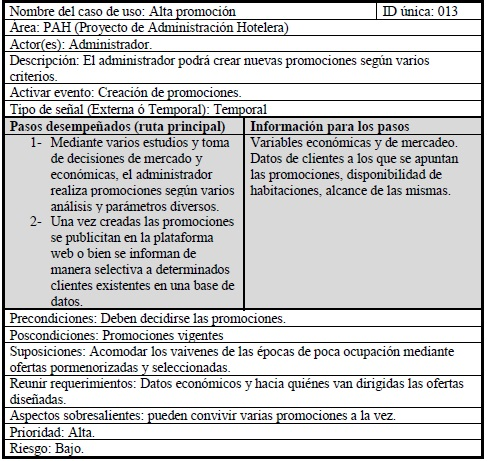 Nombre del caso de uso: Alta promoción ID única: 013
Area: PAH (Proyecto de Administración Hotelera)
Actor(es): Administrador.
Descripción: El administrador podrá crear nuevas promociones según varios
criterios.
Activar evento: Creación de promociones.
Tipo de señal (Externa ó Temporal): Temporal
Pasos desempeñados (ruta principal)
1- Mediante varios estudios y toma
de decisiones de mercado y
económicas, el administrador
realiza promociones según varios
análisis y parámetros diversos.
2- Una vez creadas las promociones
se publicitan en la plataforma
web o bien se informan de
manera selectiva a determinados
clientes existentes en una base de
datos.
Información para los pasos
Variables económicas y de mercadeo.
Datos de clientes a los que se apuntan
las promociones, disponibilidad de
habitaciones, alcance de las mismas.
Precondiciones: Deben decidirse las promociones.
Poscondiciones: Promociones vigentes
Suposiciones: Acomodar los vaivenes de las épocas de poca ocupación mediante
ofertas pormenorizadas y seleccionadas.
Reunir requerimientos: Datos económicos y hacia quiénes van dirigidas las ofertas
diseñadas.
Aspectos sobresalientes: pueden convivir varias promociones a la vez.
Prioridad: Alta.
Riesgo: Bajo.